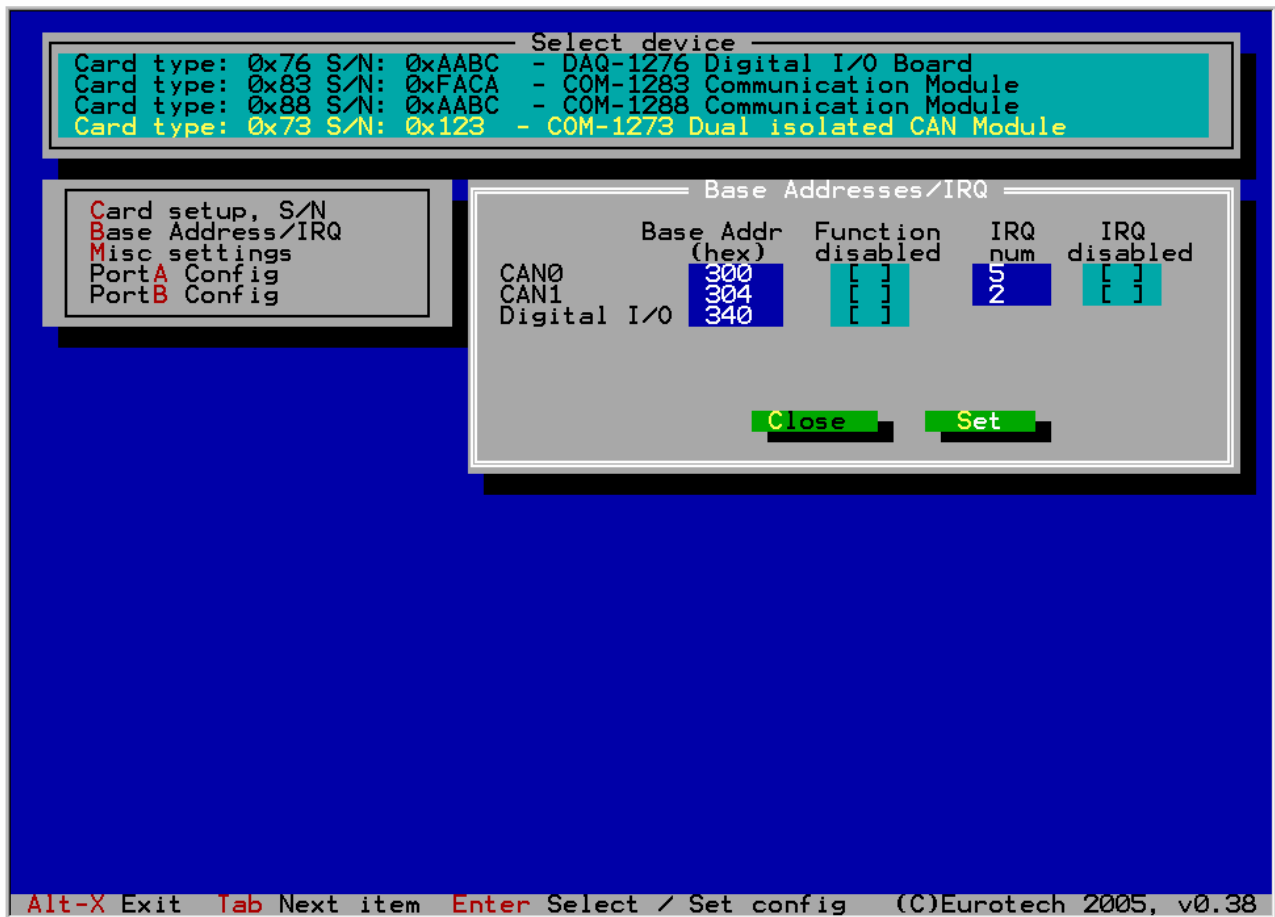 Select device
Card type: 0x76 S/N: 0xAABC - DAQ-1276 Digital I/O Board
Card type: 0x83 S/N: 0xFACA - COM-1283 Communication Module
Card type: 0x88 S/N: 0xAABC - COM-1288 Communication Module
Card type: 0x73 S/N: 0x123 - COM-1273 Dual isolated CAN Module
Card setup, S/N
Base Address/IRQ
Misc settings
PortA Config
PortB Config
Base Addresses/IRQ
Base Addr Function IRQ IRQ
(hex) disabled num disabled
CAN0 300 [ ] 5 [ ]
CAN1 304 [ ] 2 [ ]
Digital I/O 340 [ ]
Close Set
Alt-X Exit Tab Next item Enter Select / Set config (C)Eurotech 2005, v0.38